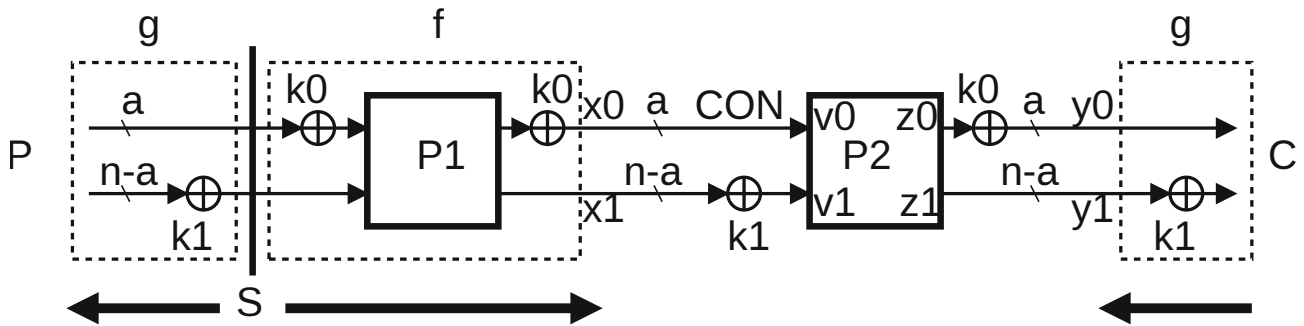 g f g
k0 k0 k0
a x0 a CON v0 z0 a y0
P P1 P2 C
n-a n-a n-a
k1 x1 k1 v1 z1 y1 k1
S